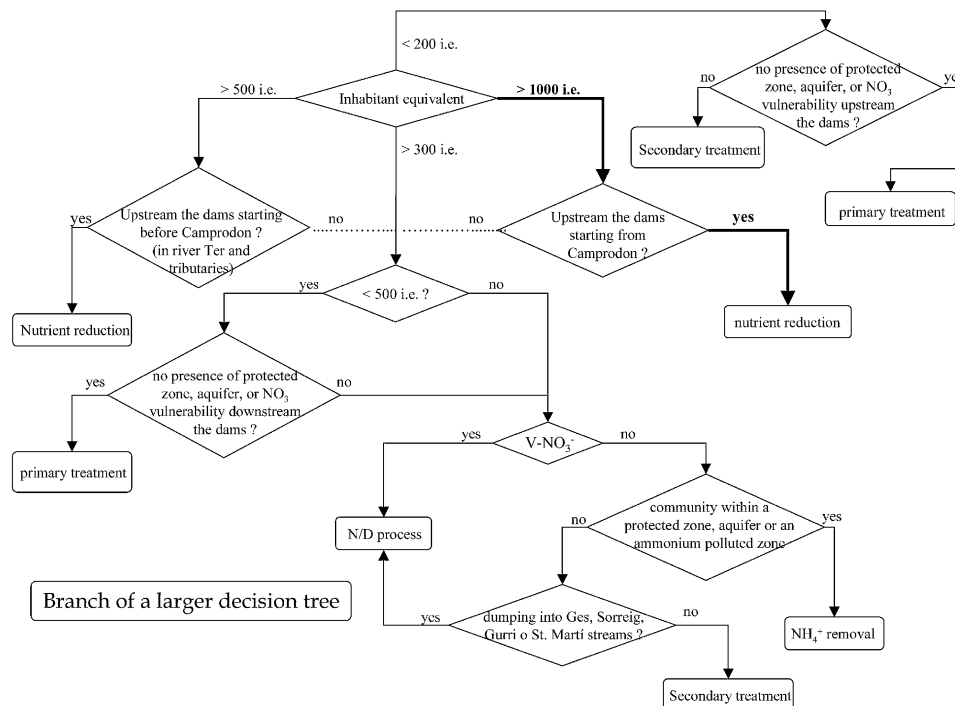 < 200 i.e.
> 500 i.e.
Inhabitant equivalent
> 1000 i.e.
> 300 i.e.
no
no presence of protected
zone, aquifer, or NO₃
vulnerability upstream
the dams ?
Secondary treatment
primary treatment
yes
Upstream the dams starting
before Camprodon ?
(in river Ter and
tributaries)
no
no
Upstream the dams
starting from
Camprodon ?
yes
Nutrient reduction
nutrient reduction
yes
< 500 i.e. ?
no
yes
no presence of protected
zone, aquifer, or NO₃
vulnerability downstream
the dams ?
no
primary treatment
yes
V-NO₃⁻
no
N/D process
no
community within a
protected zone, aquifer or an
ammonium polluted zone
yes
Branch of a larger decision tree
yes
dumping into Ges, Sorreig,
Gurri o St. Martí streams ?
no
NH₄⁺ removal
Secondary treatment